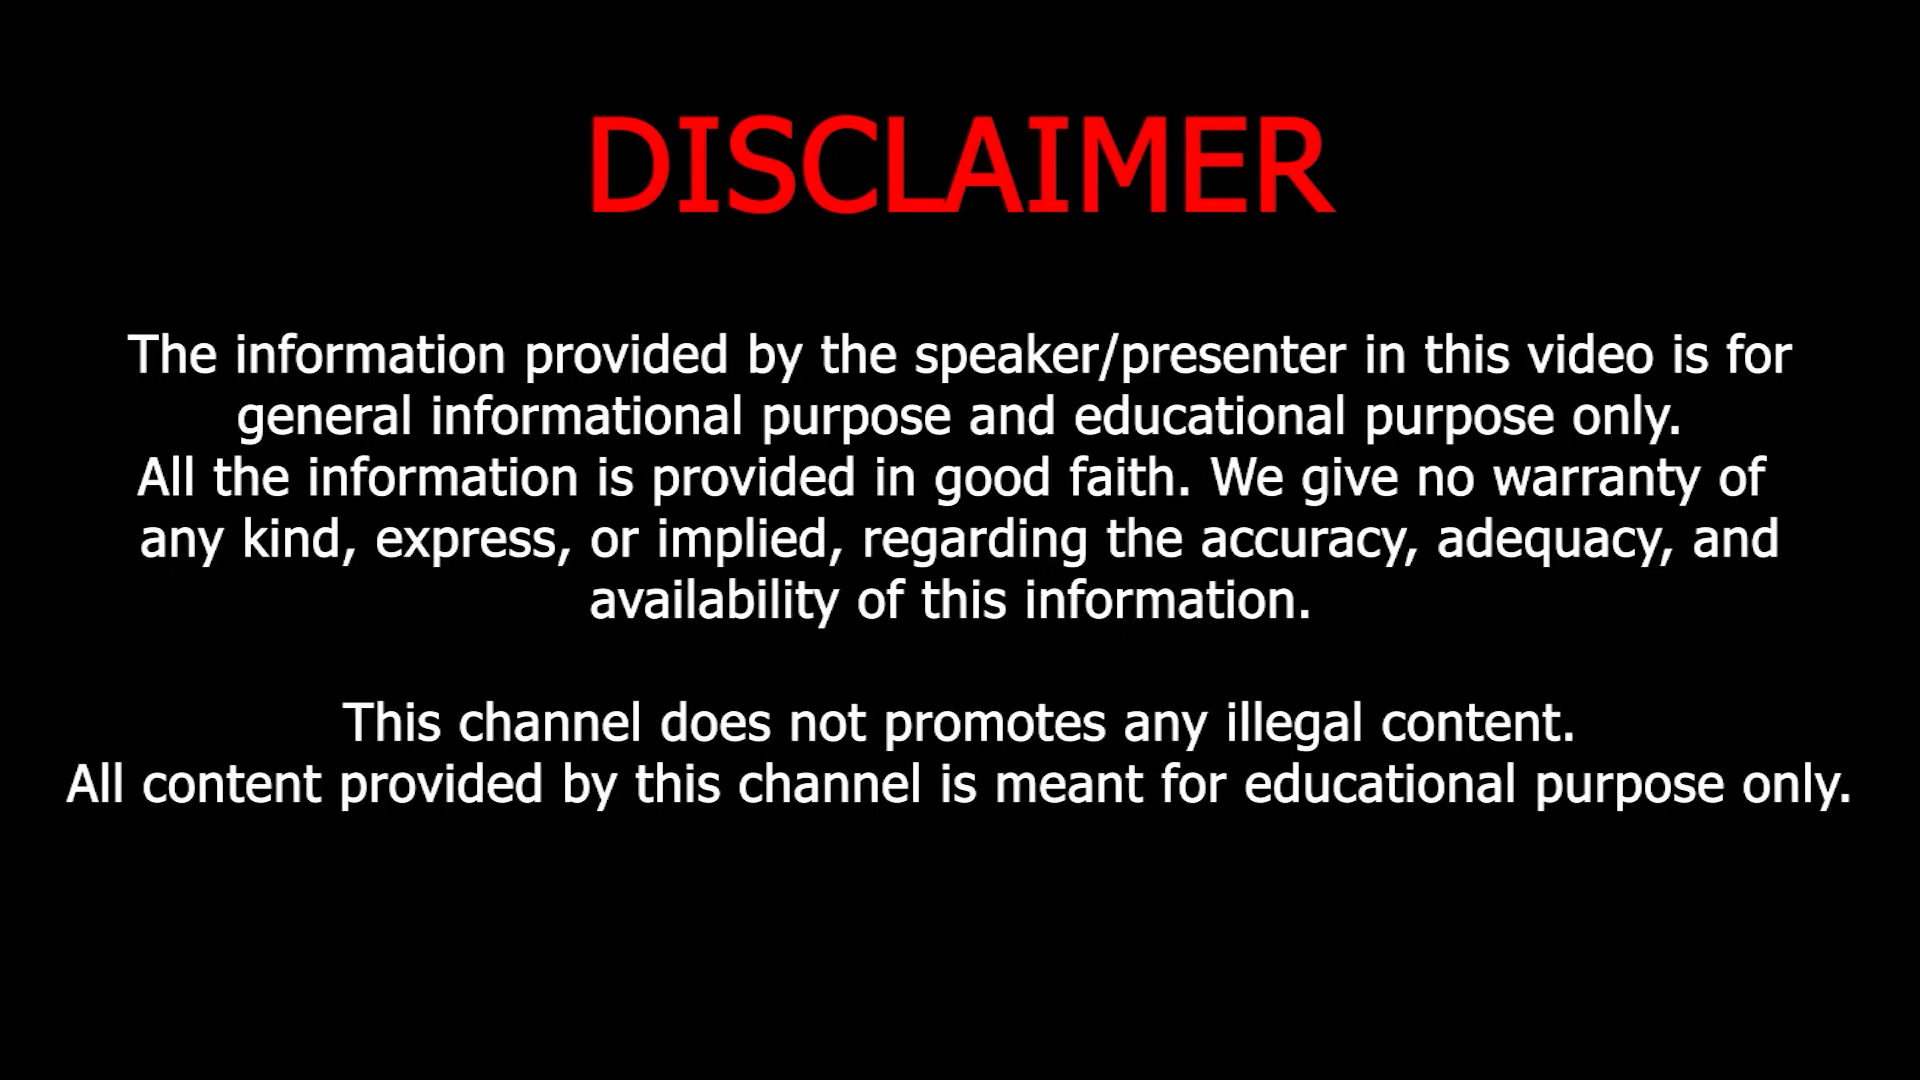 DISCLAIMER
The information provided by the speaker/presenter in this video is for
general informational purpose and educational purpose only.
All the information is provided in good faith. We give no warranty of
any kind, express, or implied, regarding the accuracy, adequacy, and
availability of this information.
This channel does not promotes any illegal content.
All content provided by this channel is meant for educational purpose only.